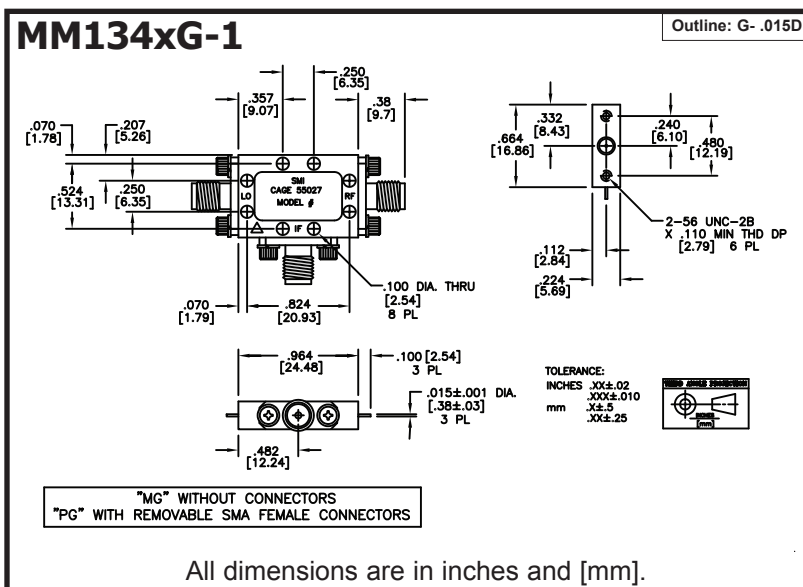 MM134xG-1
Outline: G- .015D
.250
[6.35]
.357
[9.07]
.38
[9.7]
.070
[1.78]
.207
[5.26]
.524
[13.31]
.250
[6.35]
SMI
CAGE 55027
MODEL #
LO
RF
IF
.100 DIA. THRU
[2.54]
8 PL
.070
[1.79]
.824
[20.93]
.332
[8.43]
.664
[16.86]
.240
[6.10]
.480
[12.19]
2-56 UNC-2B
X .110 MIN THD DP
[2.79] 6 PL
.112
[2.84]
.224
[5.69]
.964
[24.48]
.100 [2.54]
3 PL
.015±.001 DIA.
[.38±.03]
3 PL
.482
[12.24]
TOLERANCE:
INCHES .XX±.02
.XXX±.010
mm .X±.5
.XX±.25
THIRD ANGLE PROJECTION
INCHES
[mm]
"MG" WITHOUT CONNECTORS
"PG" WITH REMOVABLE SMA FEMALE CONNECTORS
All dimensions are in inches and [mm].